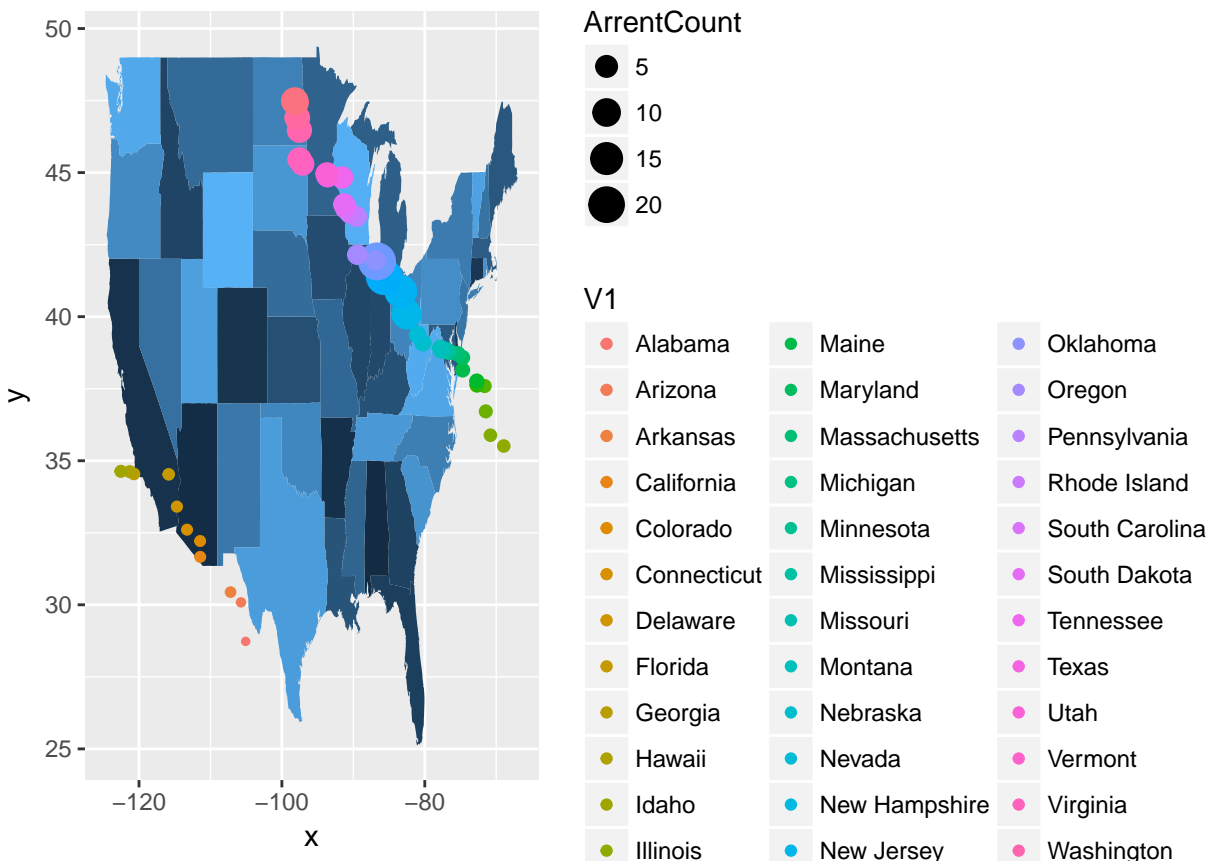 ArrentCount
5
10
15
20
50
45
40
35
30
25
y
−120
−100
−80
x
V1
Alabama
Arizona
Arkansas
California
Colorado
Connecticut
Delaware
Florida
Georgia
Hawaii
Idaho
Illinois
Maine
Maryland
Massachusetts
Michigan
Minnesota
Mississippi
Missouri
Montana
Nebraska
Nevada
New Hampshire
New Jersey
Oklahoma
Oregon
Pennsylvania
Rhode Island
South Carolina
South Dakota
Tennessee
Texas
Utah
Vermont
Virginia
Washington